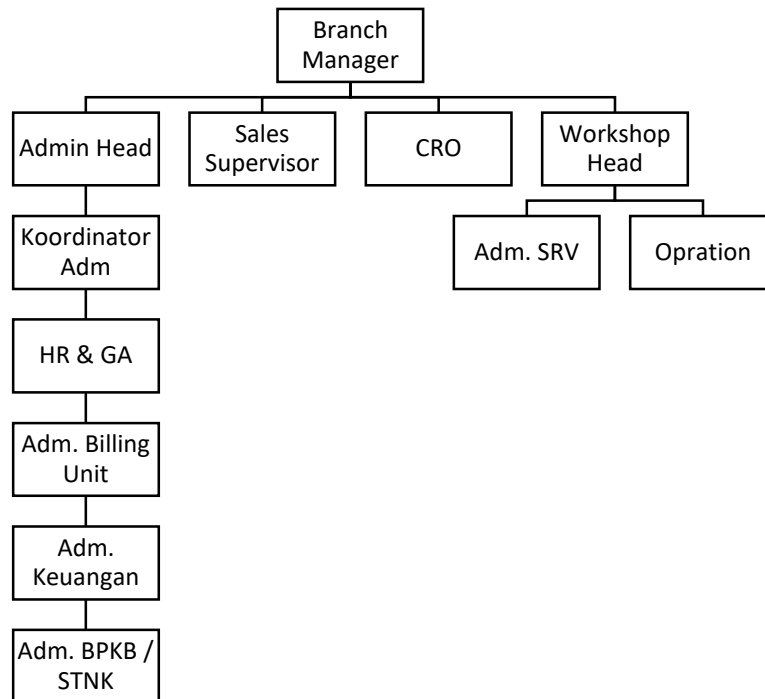 Branch
Manager
Admin Head
Sales
Supervisor
CRO
Workshop
Head
Koordinator
Adm
Adm. SRV
Opration
HR & GA
Adm. Billing
Unit
Adm.
Keuangan
Adm. BPKB /
STNK